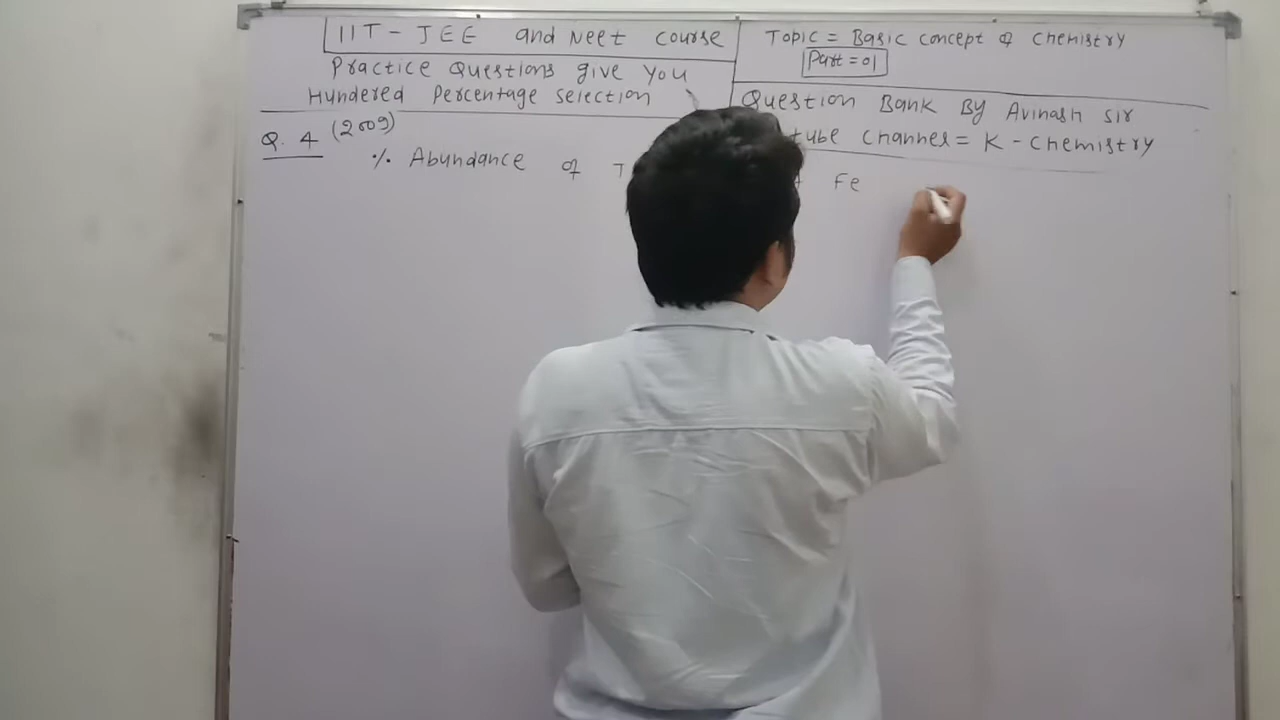 IIT - JEE and Neet course
Practice Questions give you
Hundered Percentage selection
Topic = Basic concept of chemistry
Part = 01
Question Bank By Avinash sir
tube channel = K - chemistry
Q. 4 (2009)
% Abundance of
Fe